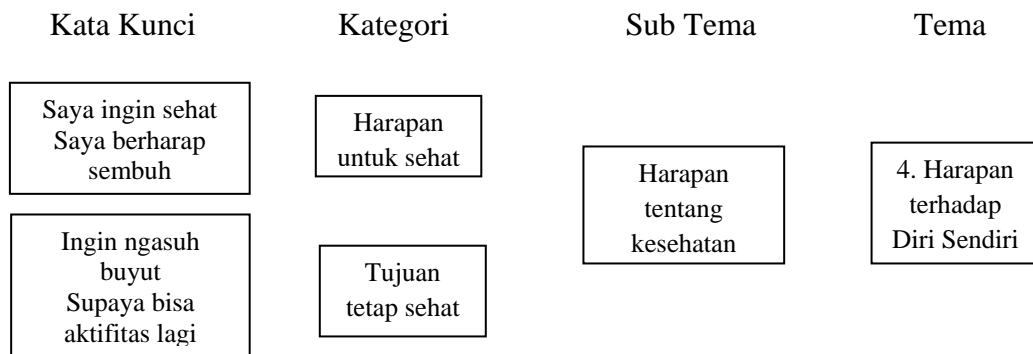 Kata Kunci
Kategori
Sub Tema
Tema
Saya ingin sehat
Saya berharap
sembuh
Harapan
untuk sehat
Ingin ngasuh
buyut
Supaya bisa
aktifitas lagi
Tujuan
tetap sehat
Harapan
tentang
kesehatan
4. Harapan
terhadap
Diri Sendiri